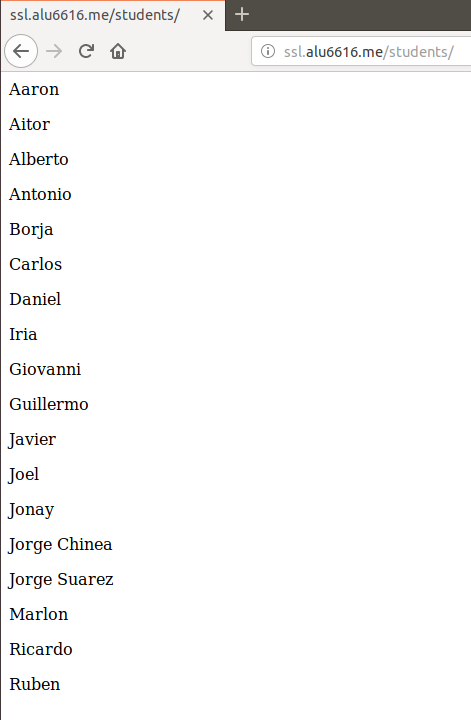 ssl.alu6616.me/students/
ssl.alu6616.me/students/
Aaron
Aitor
Alberto
Antonio
Borja
Carlos
Daniel
Iria
Giovanni
Guillermo
Javier
Joel
Jonay
Jorge Chinea
Jorge Suarez
Marlon
Ricardo
Ruben